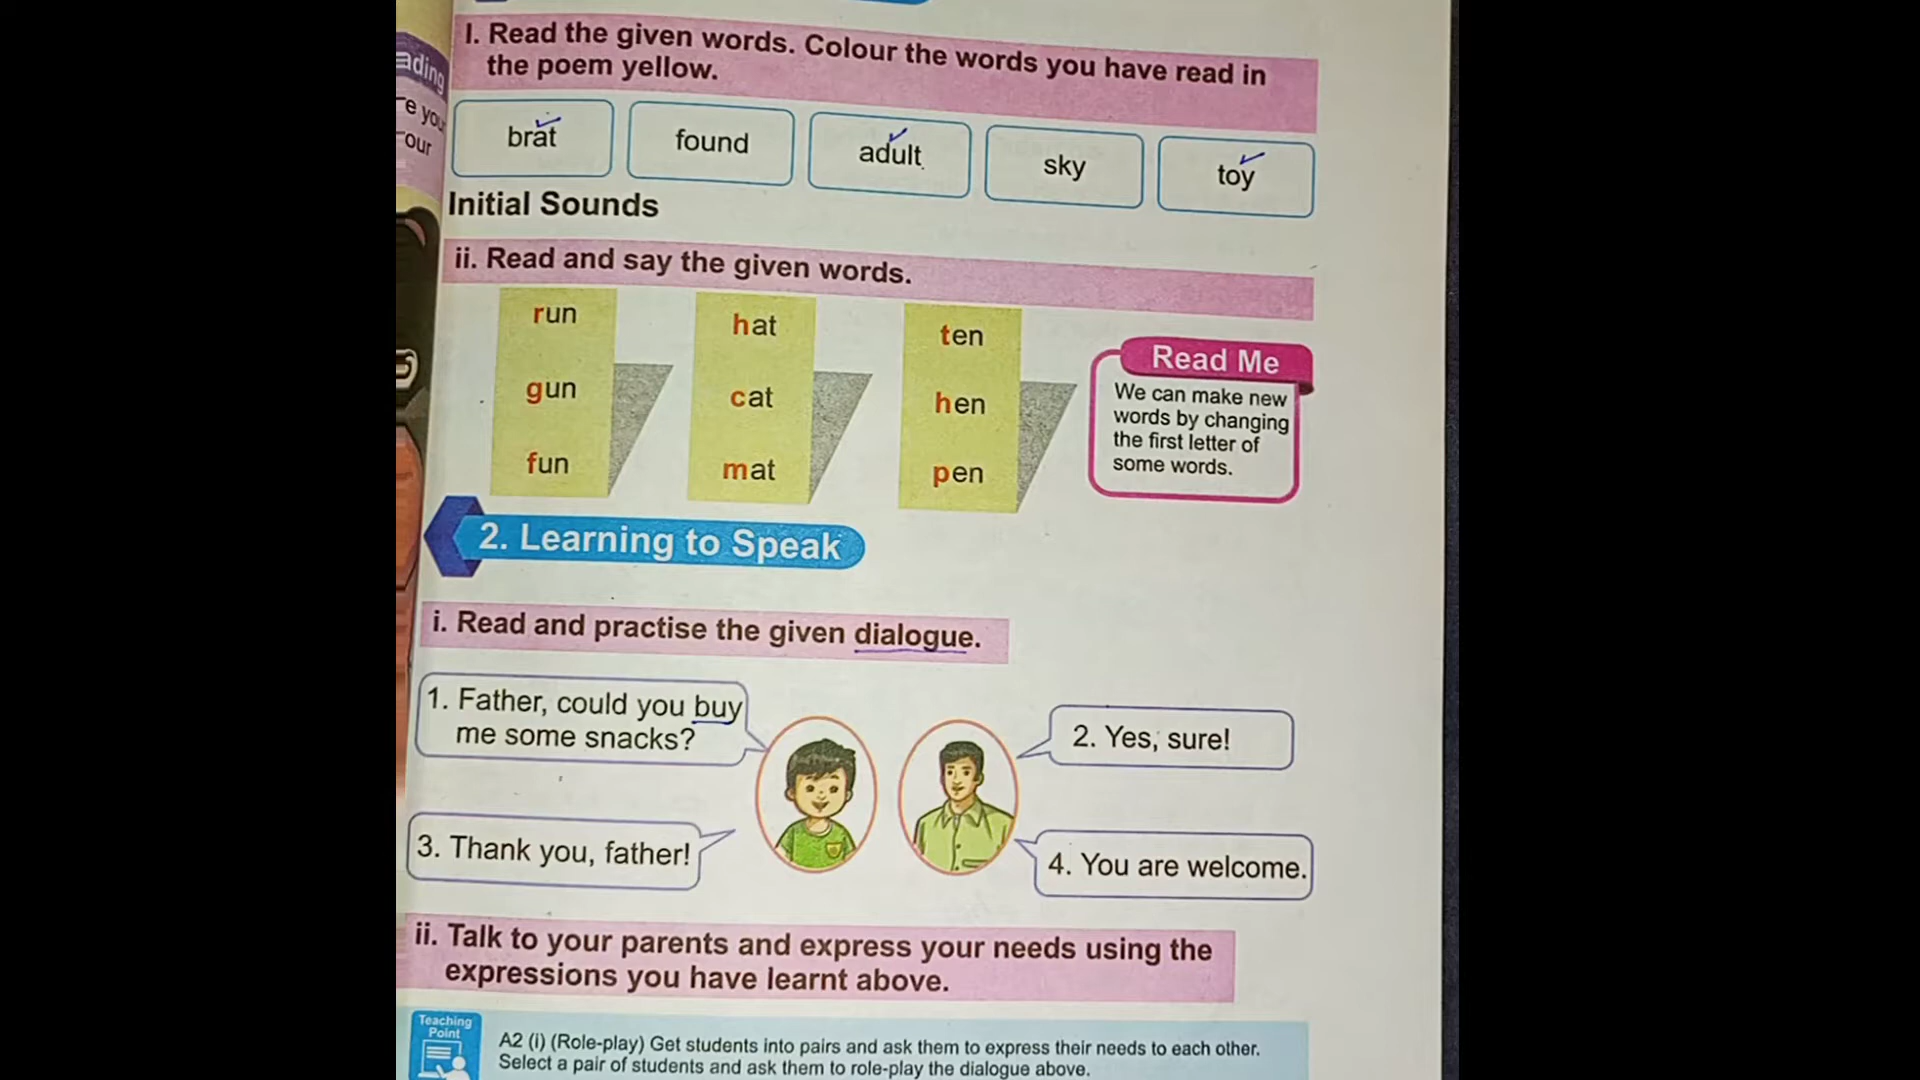 ading
e you
our
I. Read the given words. Colour the words you have read in
the poem yellow.
brat found adult sky toy
Initial Sounds
ii. Read and say the given words.
run hat ten
gun cat hen
fun mat pen
Read Me
We can make new
words by changing
the first letter of
some words.
2. Learning to Speak
i. Read and practise the given dialogue.
1. Father, could you buy
me some snacks?
2. Yes, sure!
3. Thank you, father!
4. You are welcome.
ii. Talk to your parents and express your needs using the
expressions you have learnt above.
Teaching
Point
A2 (i) (Role-play) Get students into pairs and ask them to express their needs to each other.
Select a pair of students and ask them to role-play the dialogue above.